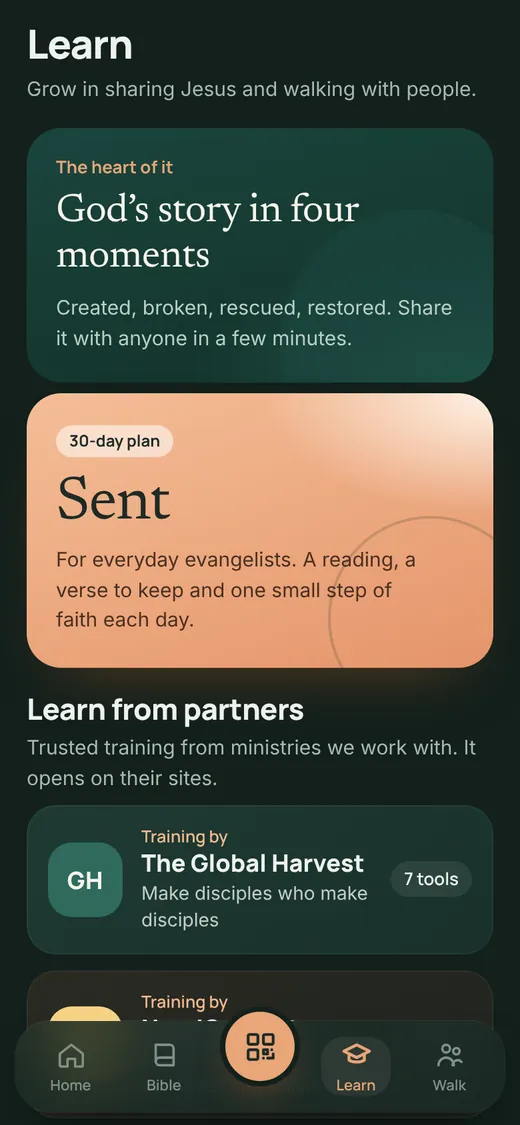 Learn
Grow in sharing Jesus and walking with people.
The heart of it
God’s story in four
moments
Created, broken, rescued, restored. Share
it with anyone in a few minutes.
30-day plan
Sent
For everyday evangelists. A reading, a
verse to keep and one small step of
faith each day.
Learn from partners
Trusted training from ministries we work with. It
opens on their sites.
GH
Training by
The Global Harvest
Make disciples who make
disciples
7 tools
Training by
Home
Bible
Learn
Walk